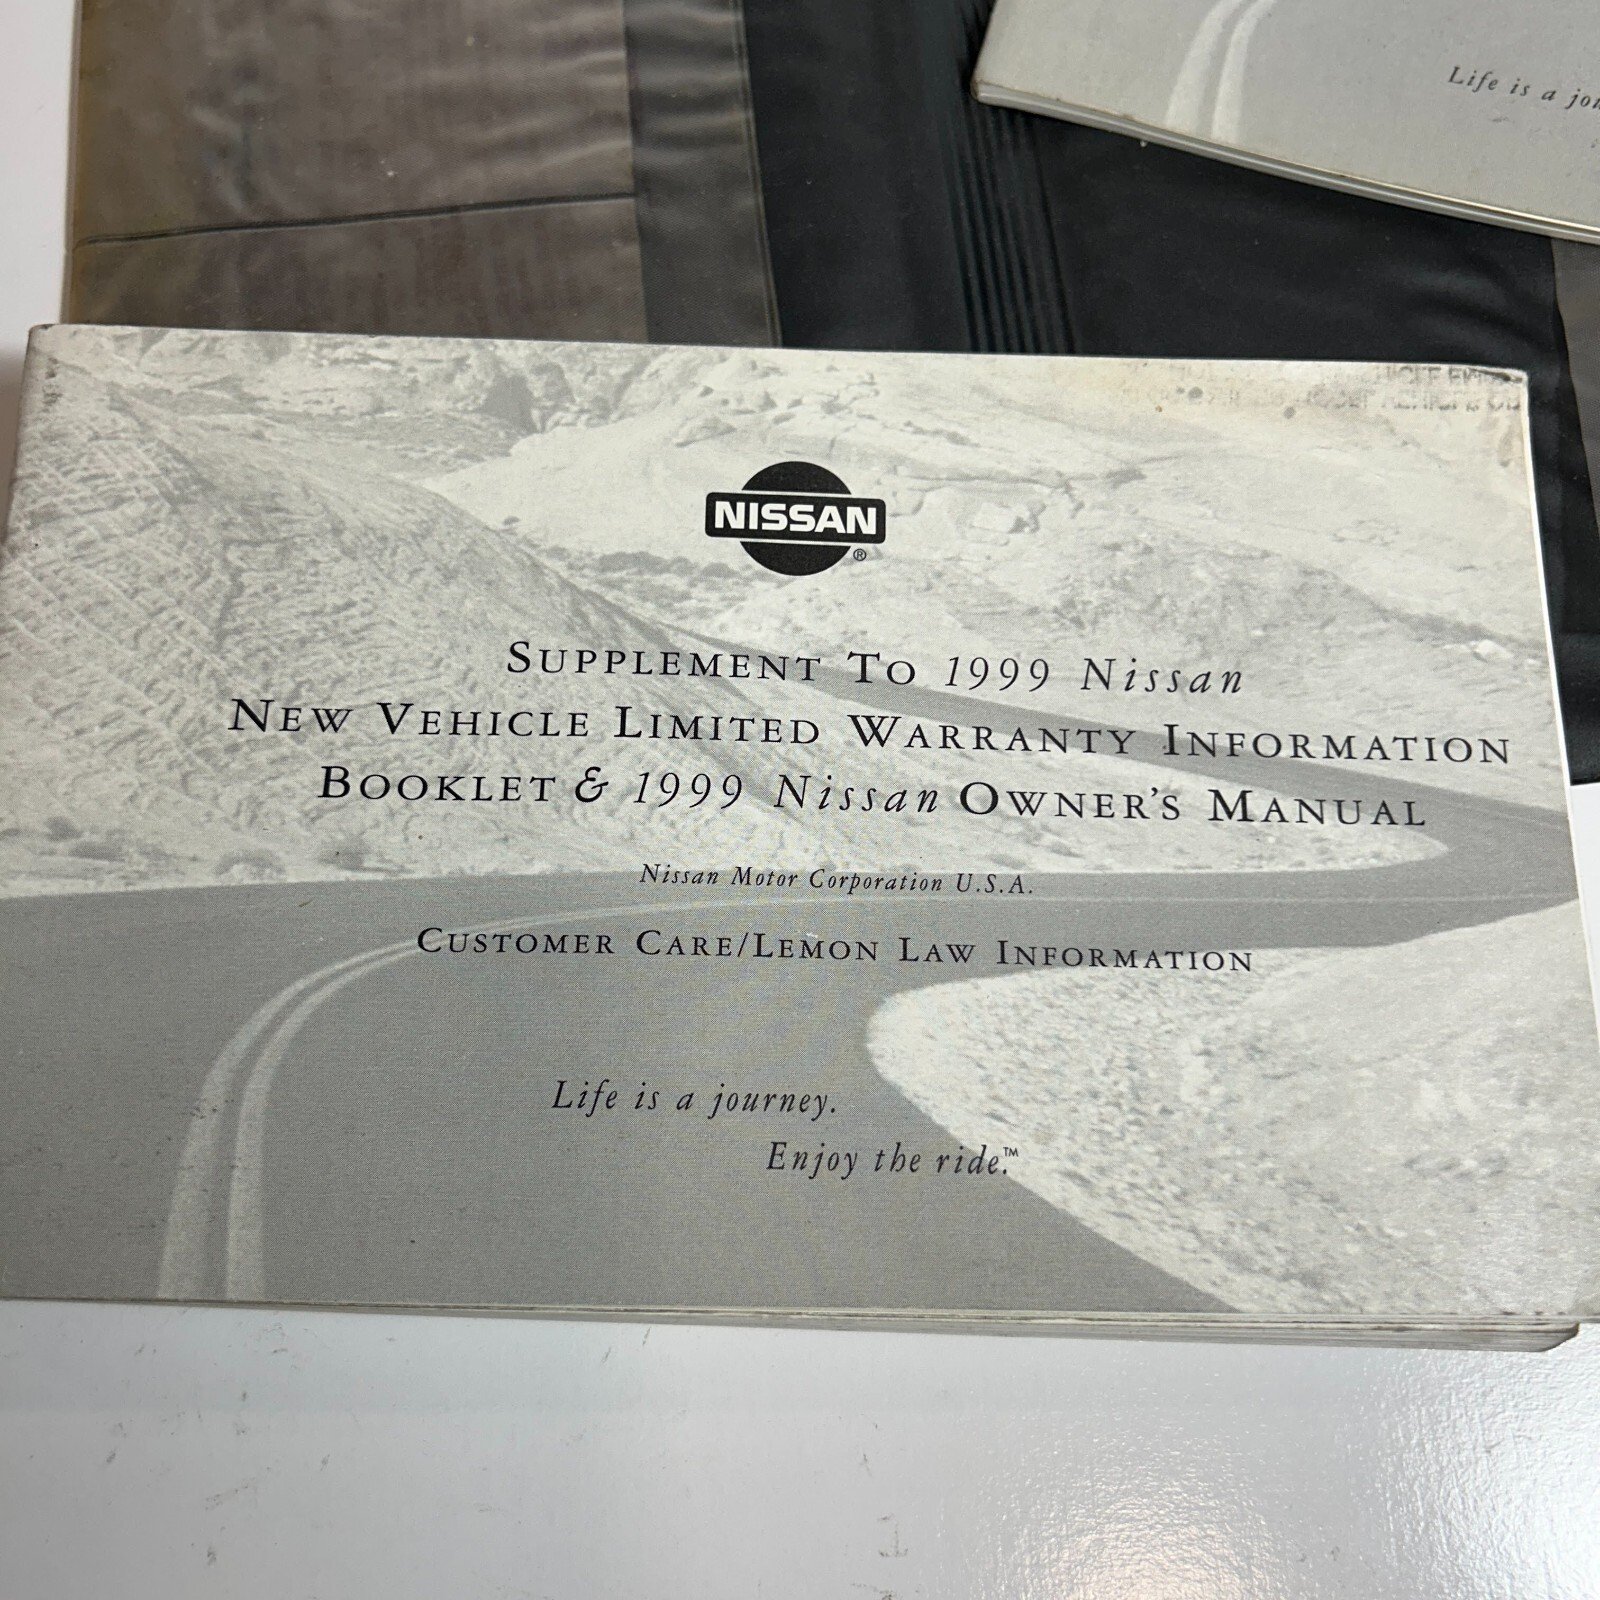 Life is a
NISSAN
®
SUPPLEMENT TO 1999 Nissan
NEW VEHICLE LIMITED WARRANTY INFORMATION
BOOKLET & 1999 Nissan OWNER'S MANUAL
Nissan Motor Corporation U.S.A.
CUSTOMER CARE/LEMON LAW INFORMATION
Life is a journey.
Enjoy the ride.™